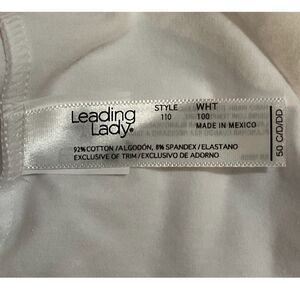 Leading
Lady®
STYLE WHT
110 100
MADE IN MEXICO
92% COTTON/ALGODÓN, 8% SPANDEX/ELASTANO
EXCLUSIVE OF TRIM/EXCLUSIVO DE ADORNO
50 C/D/DD